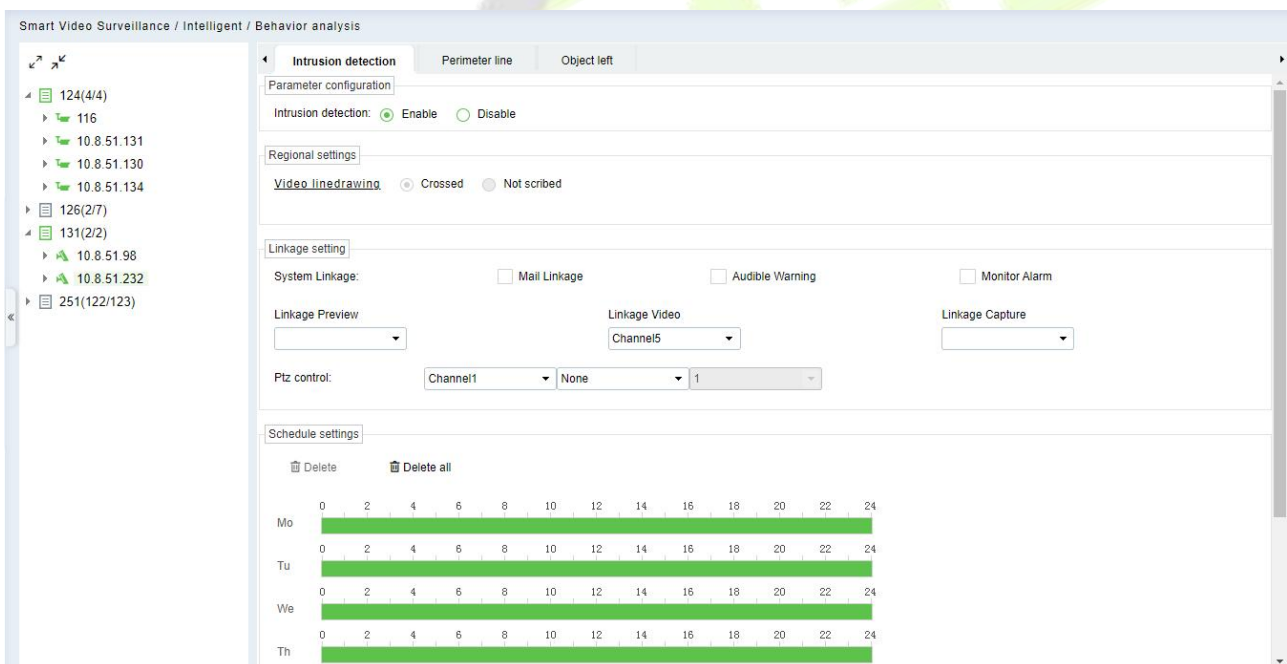 Smart Video Surveillance / Intelligent / Behavior analysis
Intrusion detection Perimeter line Object left
124(4/4)
116
10.8.51.131
10.8.51.130
10.8.51.134
126(2/7)
131(2/2)
10.8.51.98
10.8.51.232
251(122/123)
Parameter configuration
Intrusion detection: Enable Disable
Regional settings
Video linedrawing Crossed Not scribed
Linkage setting
System Linkage: Mail Linkage Audible Warning Monitor Alarm
Linkage Preview Linkage Video Linkage Capture
Channel5
Ptz control: Channel1 None 1
Schedule settings
Delete Delete all
0 2 4 6 8 10 12 14 16 18 20 22 24
Mo
0 2 4 6 8 10 12 14 16 18 20 22 24
Tu
0 2 4 6 8 10 12 14 16 18 20 22 24
We
0 2 4 6 8 10 12 14 16 18 20 22 24
Th